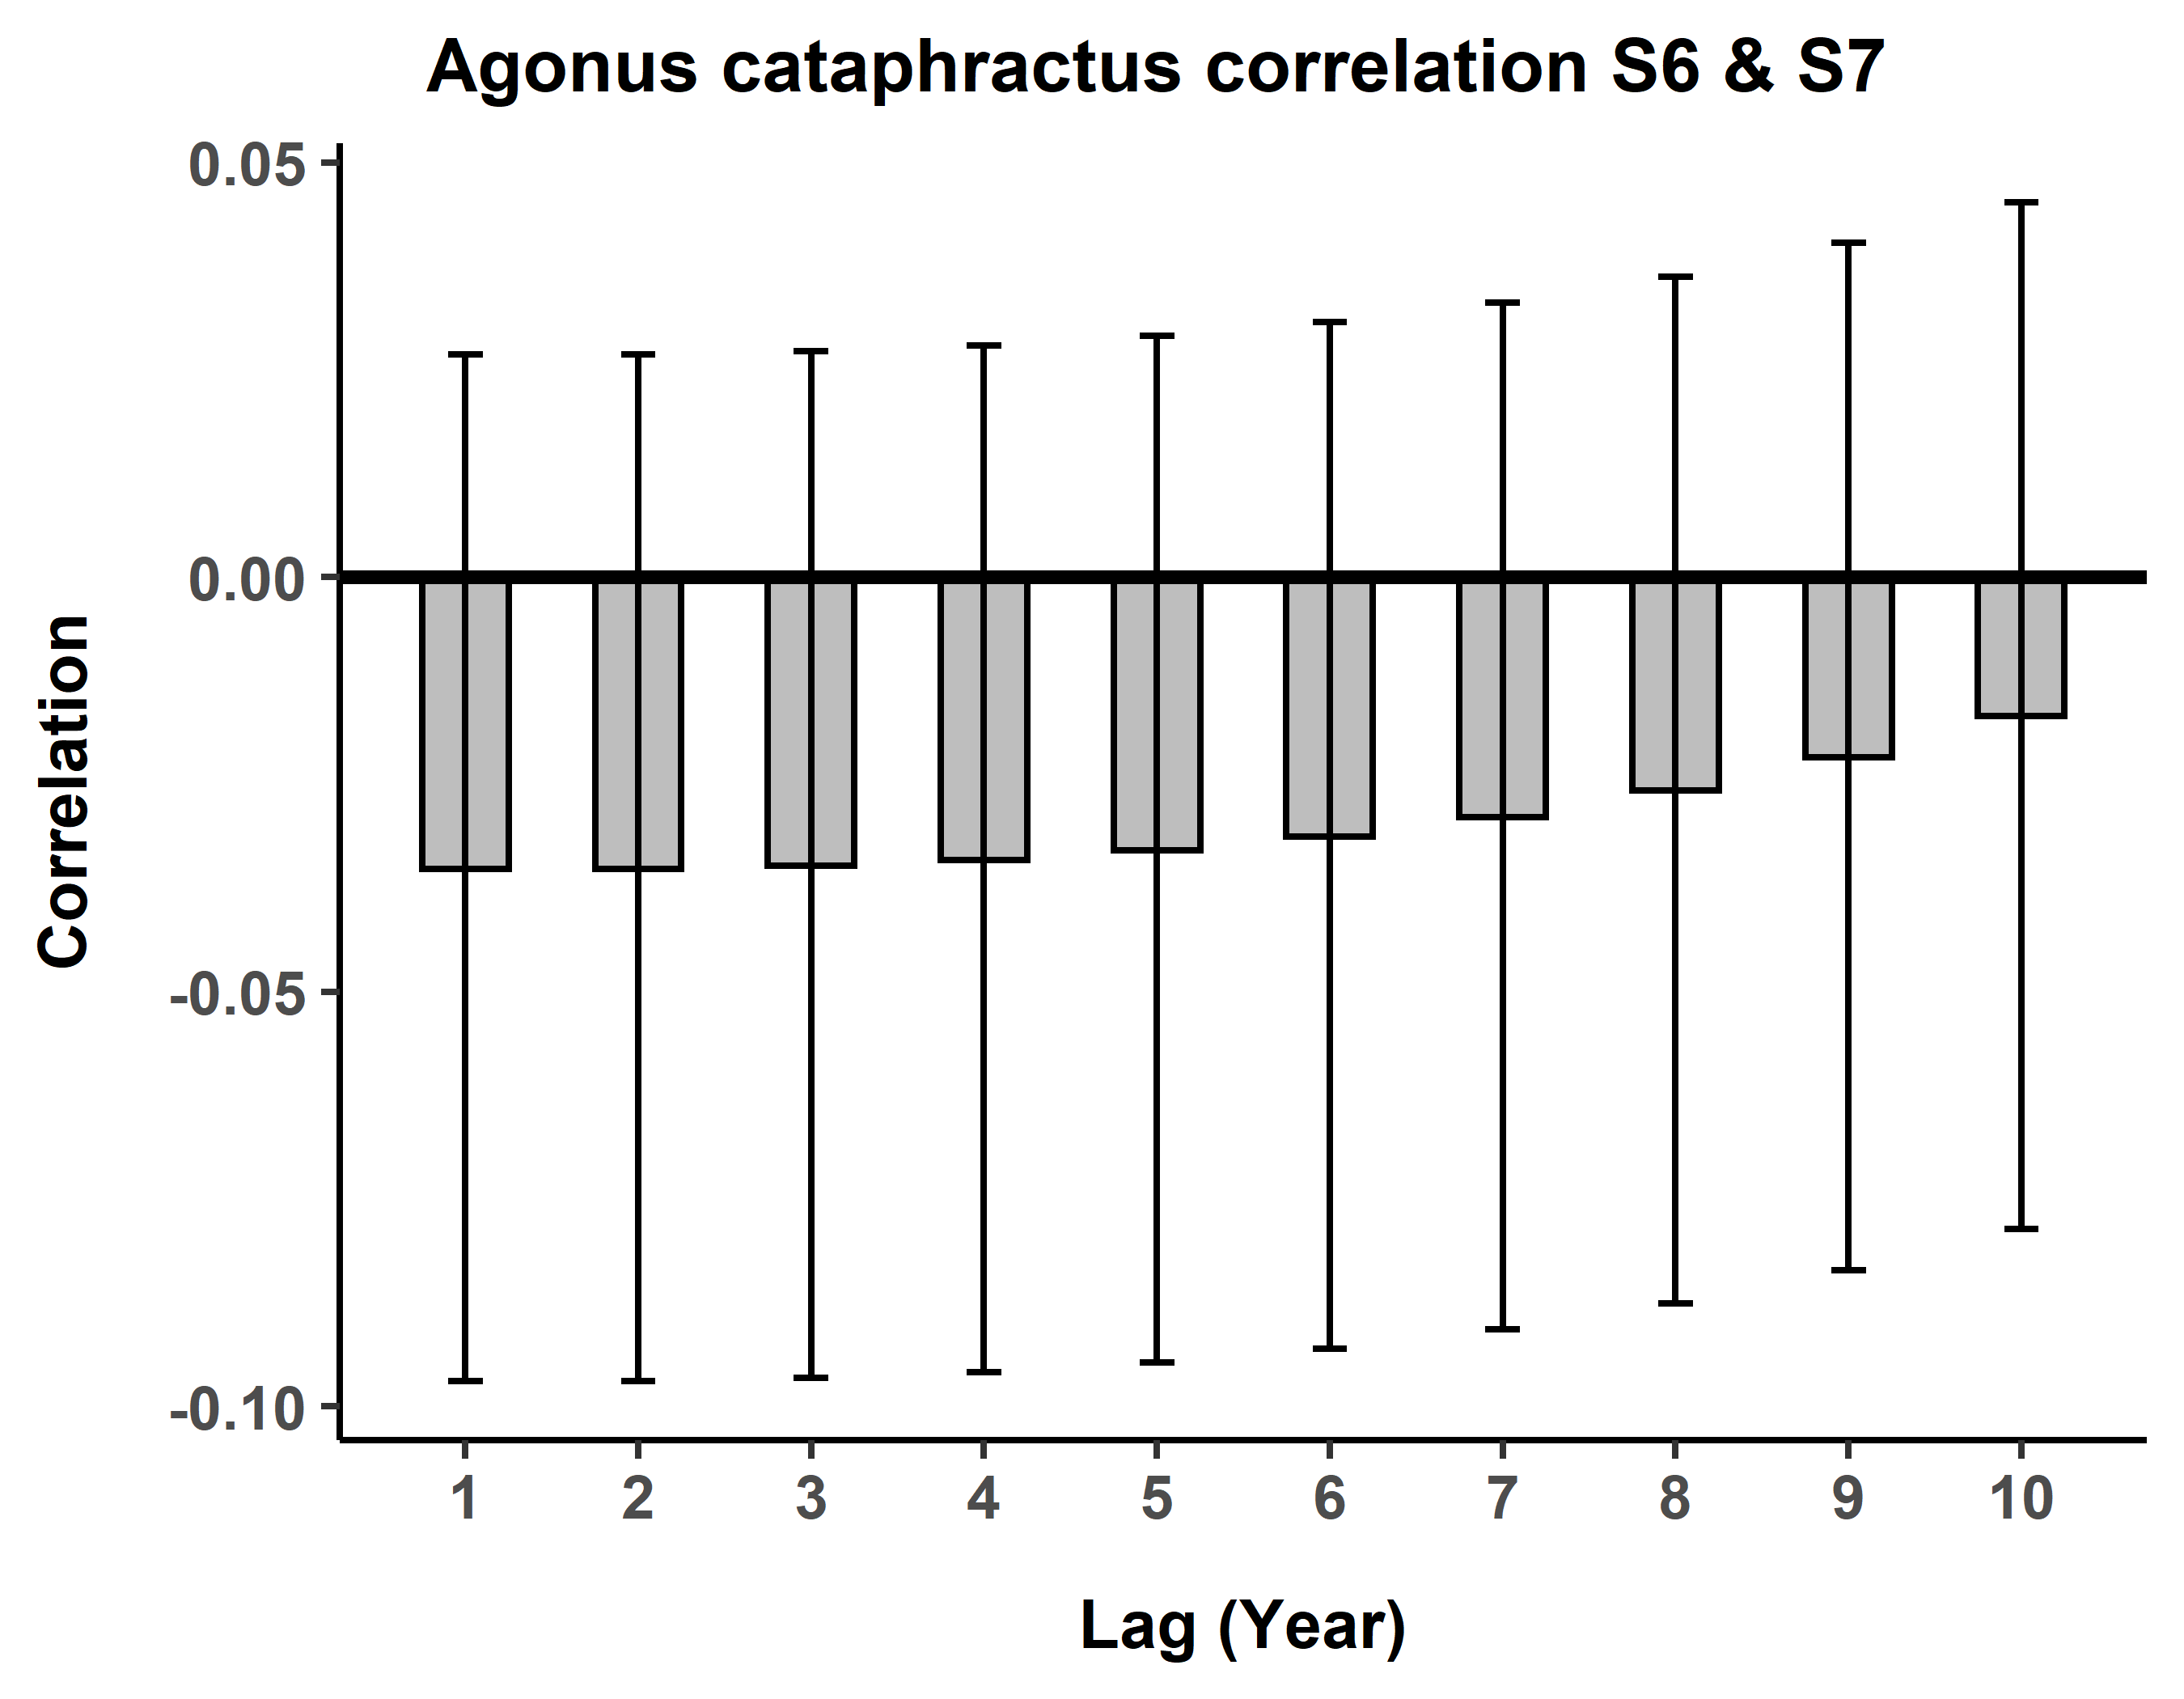 Agonus cataphractus correlation S6 & S7
0.05
0.00
-0.05
-0.10
Correlation
1 2 3 4 5 6 7 8 9 10
Lag (Year)